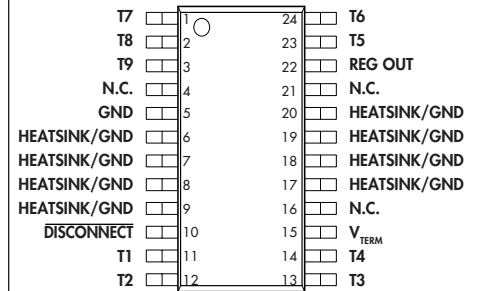 T7 1 24 T6
T8 2 23 T5
T9 3 22 REG OUT
N.C. 4 21 N.C.
GND 5 20 HEATSINK/GND
HEATSINK/GND 6 19 HEATSINK/GND
HEATSINK/GND 7 18 HEATSINK/GND
HEATSINK/GND 8 17 HEATSINK/GND
HEATSINK/GND 9 16 N.C.
DISCONNECT 10 15 VTERM
T1 11 14 T4
T2 12 13 T3